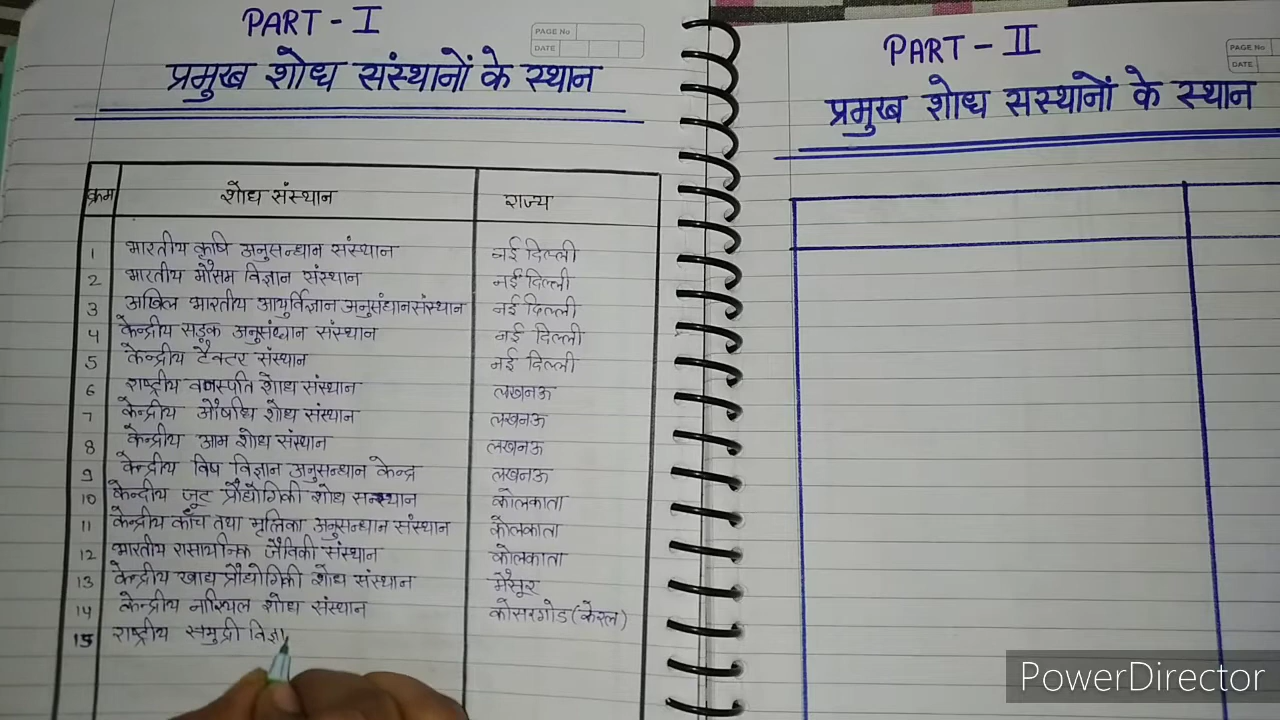 PART - I
PAGE No
DATE
प्रमुख शोध संस्थानों के स्थान
क्रम शोध संस्थान राज्य
1 भारतीय कृषि अनुसन्धान संस्थान नई दिल्ली
2 भारतीय मौसम विज्ञान संस्थान नई दिल्ली
3 अखिल भारतीय आयुर्विज्ञान अनुसंधान संस्थान नई दिल्ली
4 केन्द्रीय सड़क अनुसंधान संस्थान नई दिल्ली
5 केन्द्रीय टैक्टर संस्थान नई दिल्ली
6 राष्ट्रीय वनस्पति शोध संस्थान लखनऊ
7 केन्द्रीय औषधि शोध संस्थान लखनऊ
8 केन्द्रीय आम शोध संस्थान लखनऊ
9 केन्द्रीय विष विज्ञान अनुसन्धान केन्द्र लखनऊ
10 केन्दीय जूट प्रौद्योगिकी शोध सन्स्थान कोलकाता
11 केन्द्रीय काँच तथा मृतिका अनुसन्धान संस्थान कोलकाता
12 भारतीय रासायनिक जैविकी संस्थान कोलकाता
13 केन्द्रीय खाद्य प्रौद्योगिकी शोध संस्थान मैसूर
14 केन्द्रीय नारियल शोध संस्थान कोसरगोड (केरल)
15 राष्ट्रीय समुद्री विज्ञा
PART - II
PAGE No
DATE
प्रमुख शोध सस्थानों के स्थान
PowerDirector